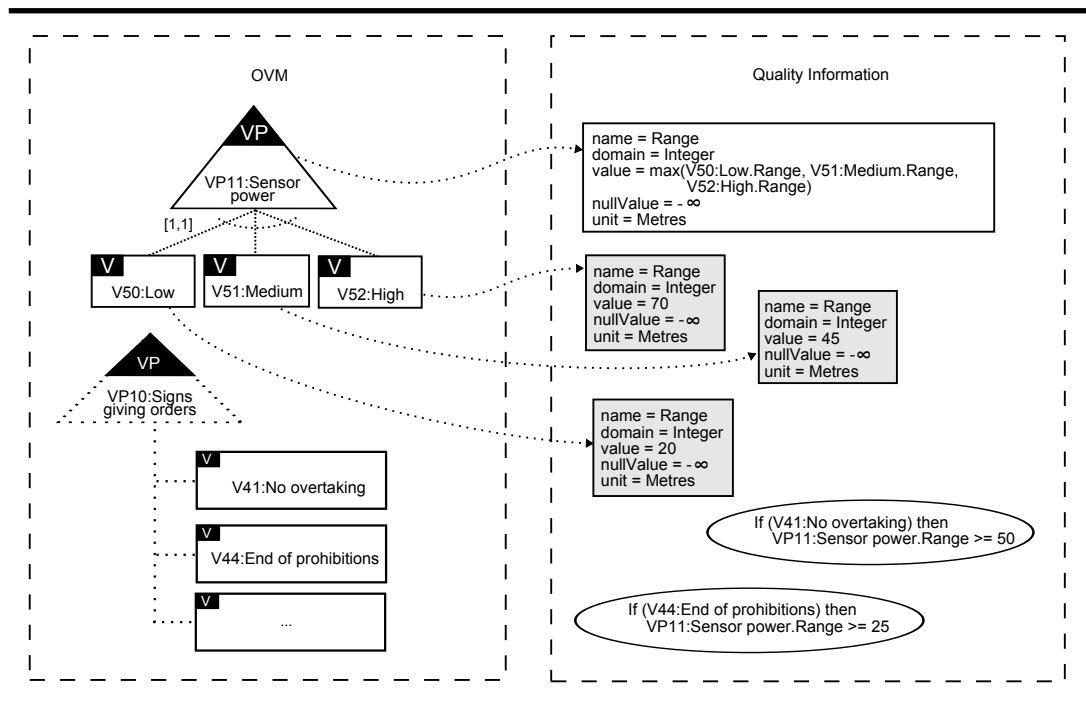 OVM
VP
VP11:Sensor
power
[1,1]
V
V50:Low
V
V51:Medium
V
V52:High
VP
VP10:Signs
giving orders
V
V41:No overtaking
V
V44:End of prohibitions
V
...
Quality Information
name = Range
domain = Integer
value = max(V50:Low.Range, V51:Medium.Range,
V52:High.Range)
nullValue = -∞
unit = Metres
name = Range
domain = Integer
value = 70
nullValue = -∞
unit = Metres
name = Range
domain = Integer
value = 45
nullValue = -∞
unit = Metres
name = Range
domain = Integer
value = 20
nullValue = -∞
unit = Metres
If (V41:No overtaking) then
VP11:Sensor power.Range >= 50
If (V44:End of prohibitions) then
VP11:Sensor power.Range >= 25